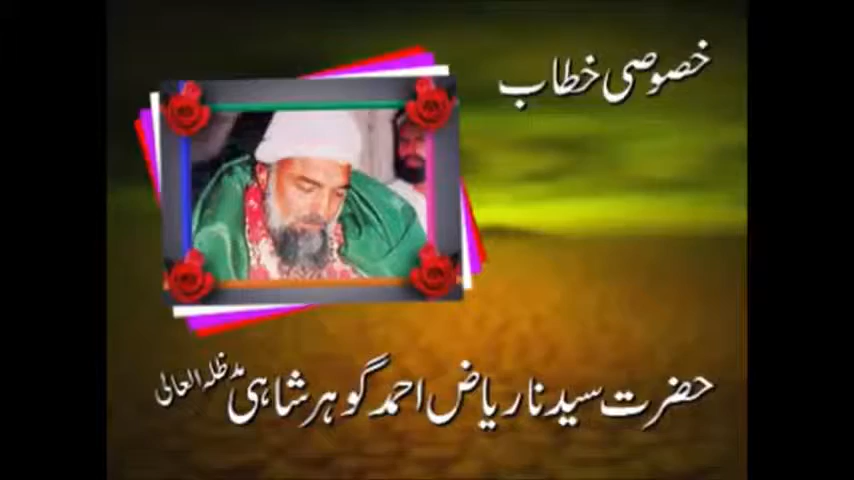 خصوصی خطاب
حضرت سیدنا ریاض احمد گوہر شاہی مدظلہ العالی